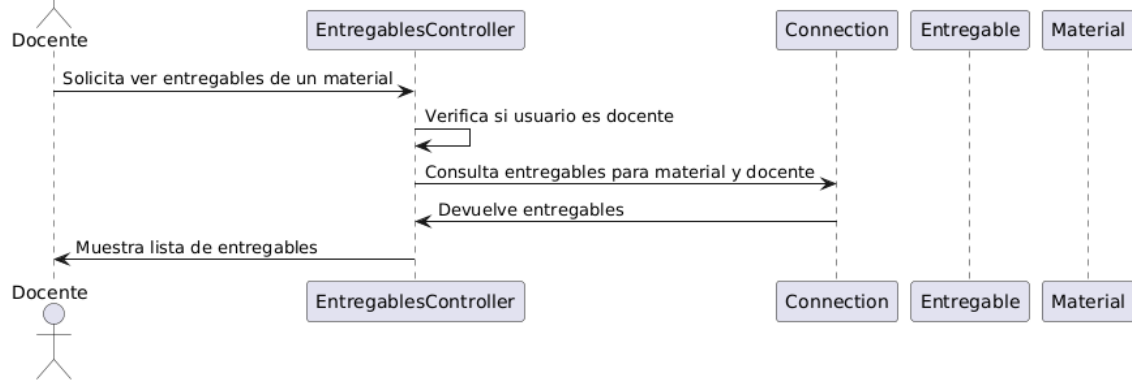 Docente
EntregablesController
Connection
Entregable
Material
Solicita ver entregables de un material
Verifica si usuario es docente
Consulta entregables para material y docente
Devuelve entregables
Muestra lista de entregables
Docente
EntregablesController
Connection
Entregable
Material